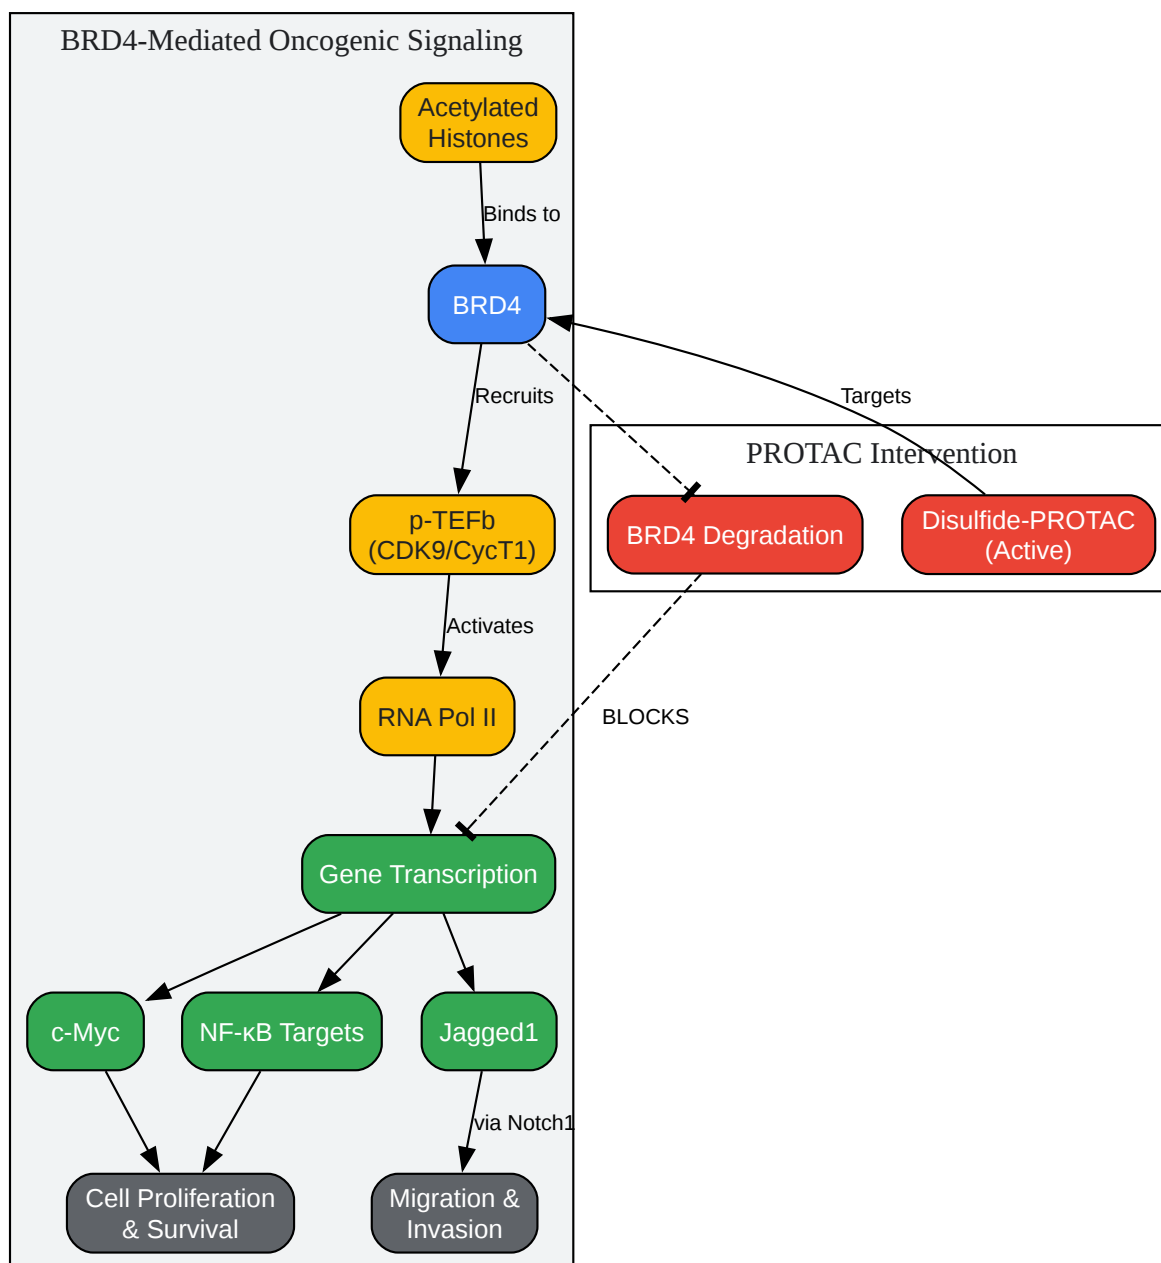 BRD4-Mediated Oncogenic Signaling
Acetylated
Histones
Binds to
BRD4
Recruits
Targets
PROTAC Intervention
p-TEFb
(CDK9/CycT1)
BRD4 Degradation
Disulfide-PROTAC
(Active)
Activates
RNA Pol II
BLOCKS
Gene Transcription
c-Myc
NF-κB Targets
Jagged1
via Notch1
Cell Proliferation
& Survival
Migration &
Invasion